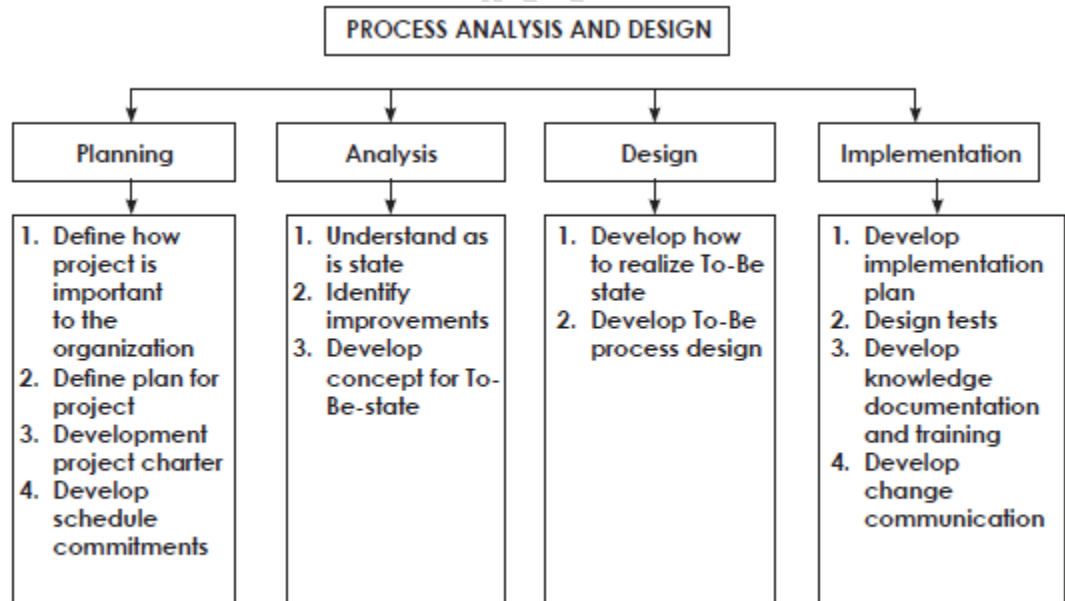 PROCESS ANALYSIS AND DESIGN
Planning
1. Define how
project is
important
to the
organization
2. Define plan for
project
3. Development
project charter
4. Develop
schedule
commitments
Analysis
1. Understand as
is state
2. Identify
improvements
3. Develop
concept for To-
Be-state
Design
1. Develop how
to realize To-Be
state
2. Develop To-Be
process design
Implementation
1. Develop
implementation
plan
2. Design tests
3. Develop
knowledge
documentation
and training
4. Develop
change
communication